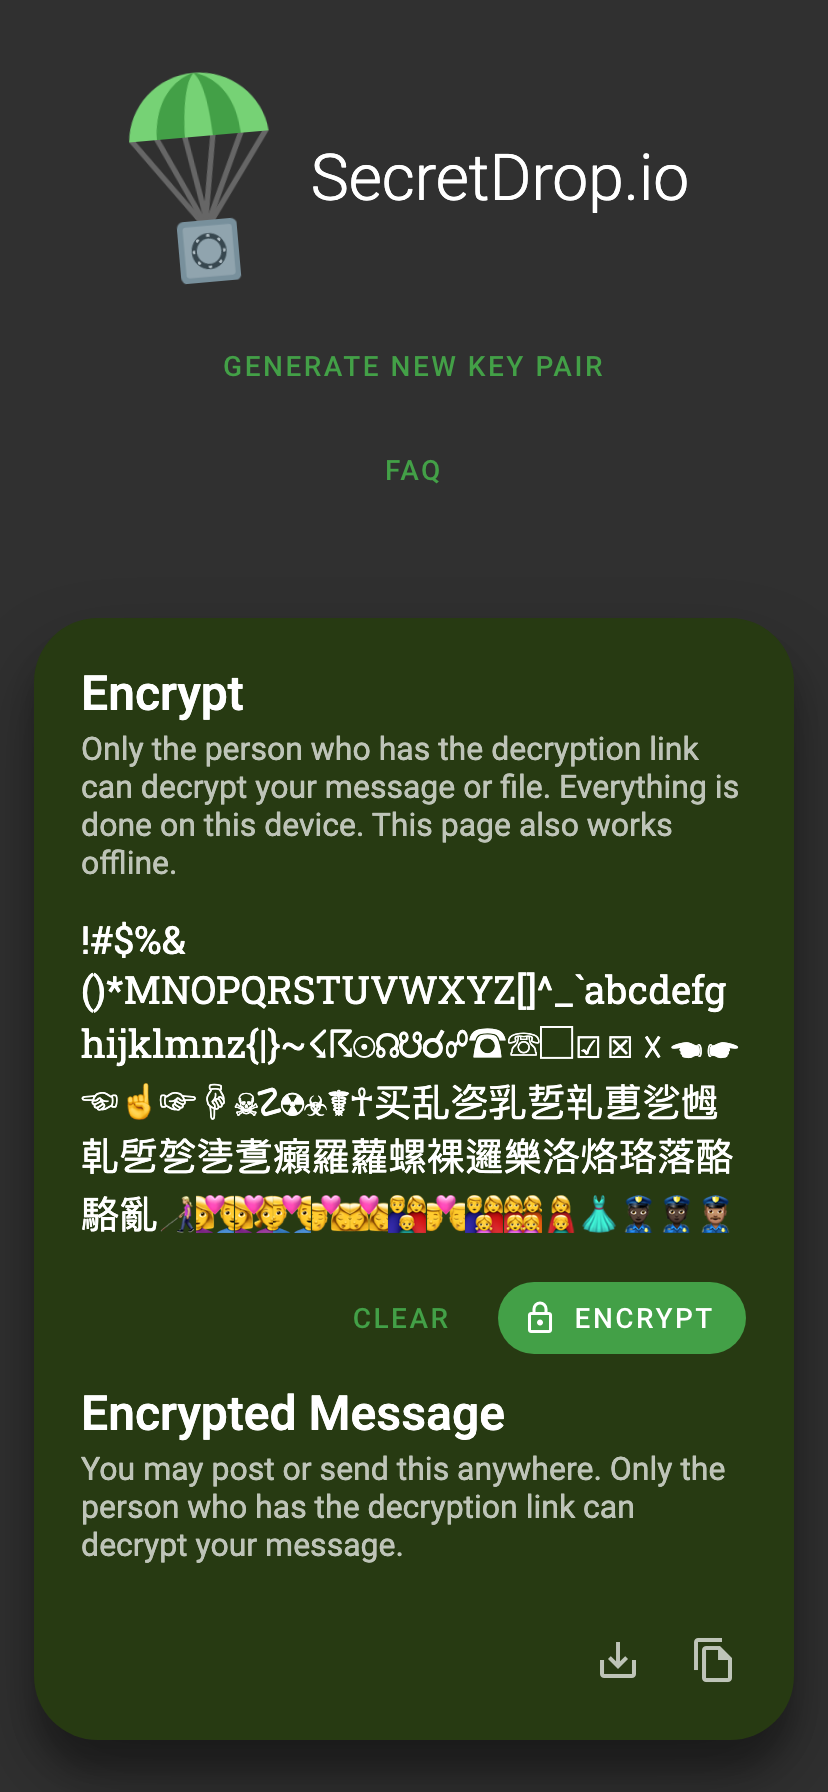 SecretDrop.io
GENERATE NEW KEY PAIR
FAQ
Encrypt
Only the person who has the decryption link
can decrypt your message or file. Everything is
done on this device. This page also works
offline.
!#$%&
()*MNOPQRSTUVWXYZ[]^_`abcdefg
hijklmnz{|}~☇☈☉☊☋☌☍☎☏☐☑☒☓☚☛
☜☝☞☟☠☡☢☣☤☥买乱乲乳乴乵乶乷乸
乹乺乻乼乽癩羅蘿螺裸邏樂洛烙珞落酪
駱亂
CLEAR
ENCRYPT
Encrypted Message
You may post or send this anywhere. Only the
person who has the decryption link can
decrypt your message.